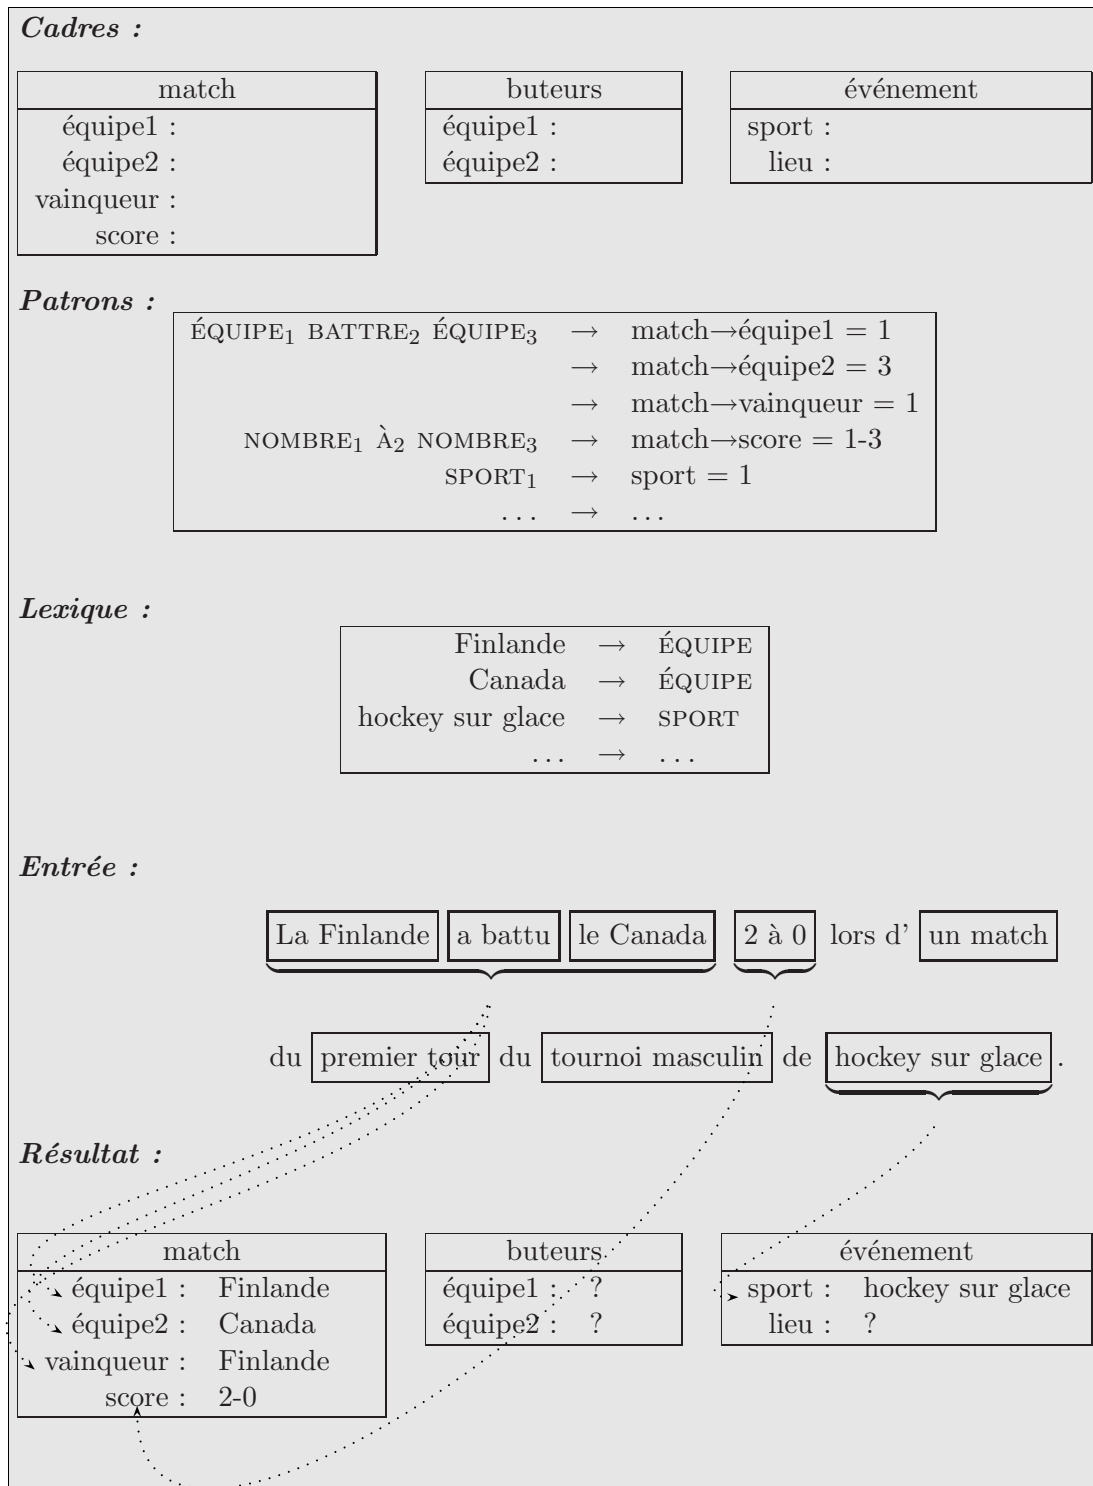 Cadres :
match buteurs événement
équipe1 : équipe1 : sport :
équipe2 : équipe2 : lieu :
vainqueur :
score :
Patrons :
ÉQUIPE1 BATTRE2 ÉQUIPE3 → match→équipe1 = 1
→ match→équipe2 = 3
→ match→vainqueur = 1
NOMBRE1 À2 NOMBRE3 → match→score = 1-3
SPORT1 → sport = 1
... → ...
Lexique :
Finlande → ÉQUIPE
Canada → ÉQUIPE
hockey sur glace → SPORT
... → ...
Entrée :
La Finlande a battu le Canada 2 à 0 lors d' un match
du premier tour du tournoi masculin de hockey sur glace .
Résultat :
match buteurs événement
équipe1 : Finlande équipe1 : ? sport : hockey sur glace
équipe2 : Canada équipe2 : ? lieu : ?
vainqueur : Finlande
score : 2-0